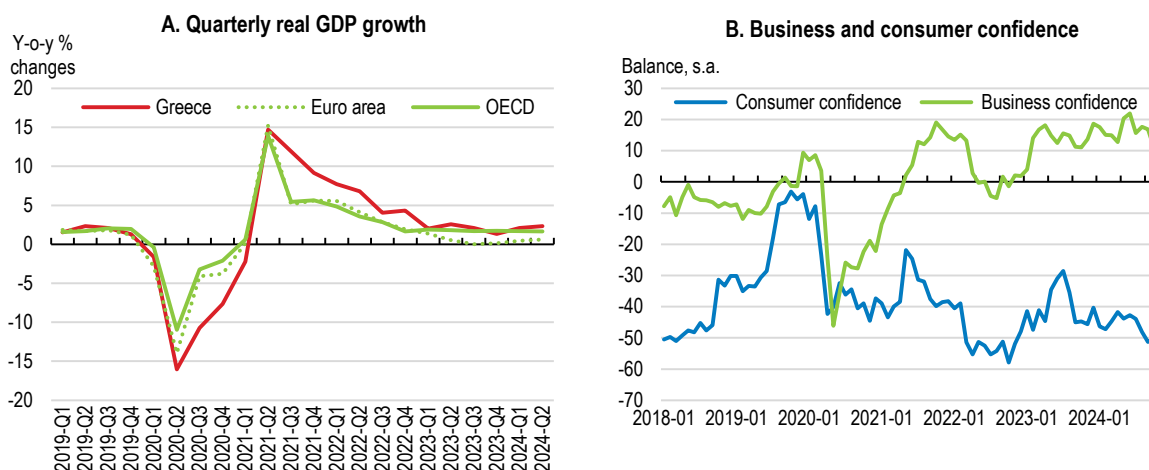 A. Quarterly real GDP growth
Y-o-y %
changes
Greece
Euro area
OECD
20
15
10
5
0
-5
-10
-15
-20
2019-Q1
2019-Q2
2019-Q3
2019-Q4
2020-Q1
2020-Q2
2020-Q3
2020-Q4
2021-Q1
2021-Q2
2021-Q3
2021-Q4
2022-Q1
2022-Q2
2022-Q3
2022-Q4
2023-Q1
2023-Q2
2023-Q3
2023-Q4
2024-Q1
2024-Q2
B. Business and consumer confidence
Balance, s.a.
Consumer confidence
Business confidence
30
20
10
0
-10
-20
-30
-40
-50
-60
-70
2018-01
2019-01
2020-01
2021-01
2022-01
2023-01
2024-01